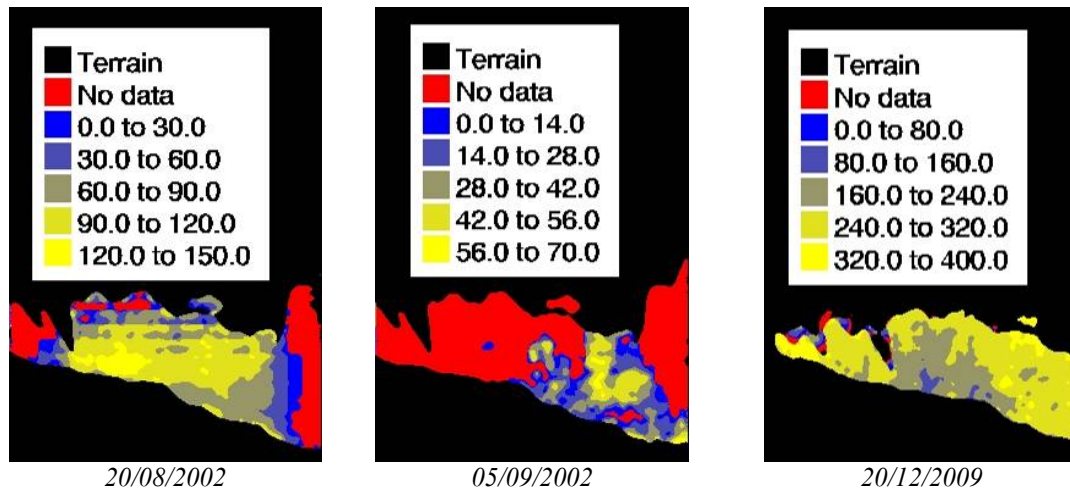 Terrain
No data
0.0 to 30.0
30.0 to 60.0
60.0 to 90.0
90.0 to 120.0
120.0 to 150.0
20/08/2002
Terrain
No data
0.0 to 14.0
14.0 to 28.0
28.0 to 42.0
42.0 to 56.0
56.0 to 70.0
05/09/2002
Terrain
No data
0.0 to 80.0
80.0 to 160.0
160.0 to 240.0
240.0 to 320.0
320.0 to 400.0
20/12/2009